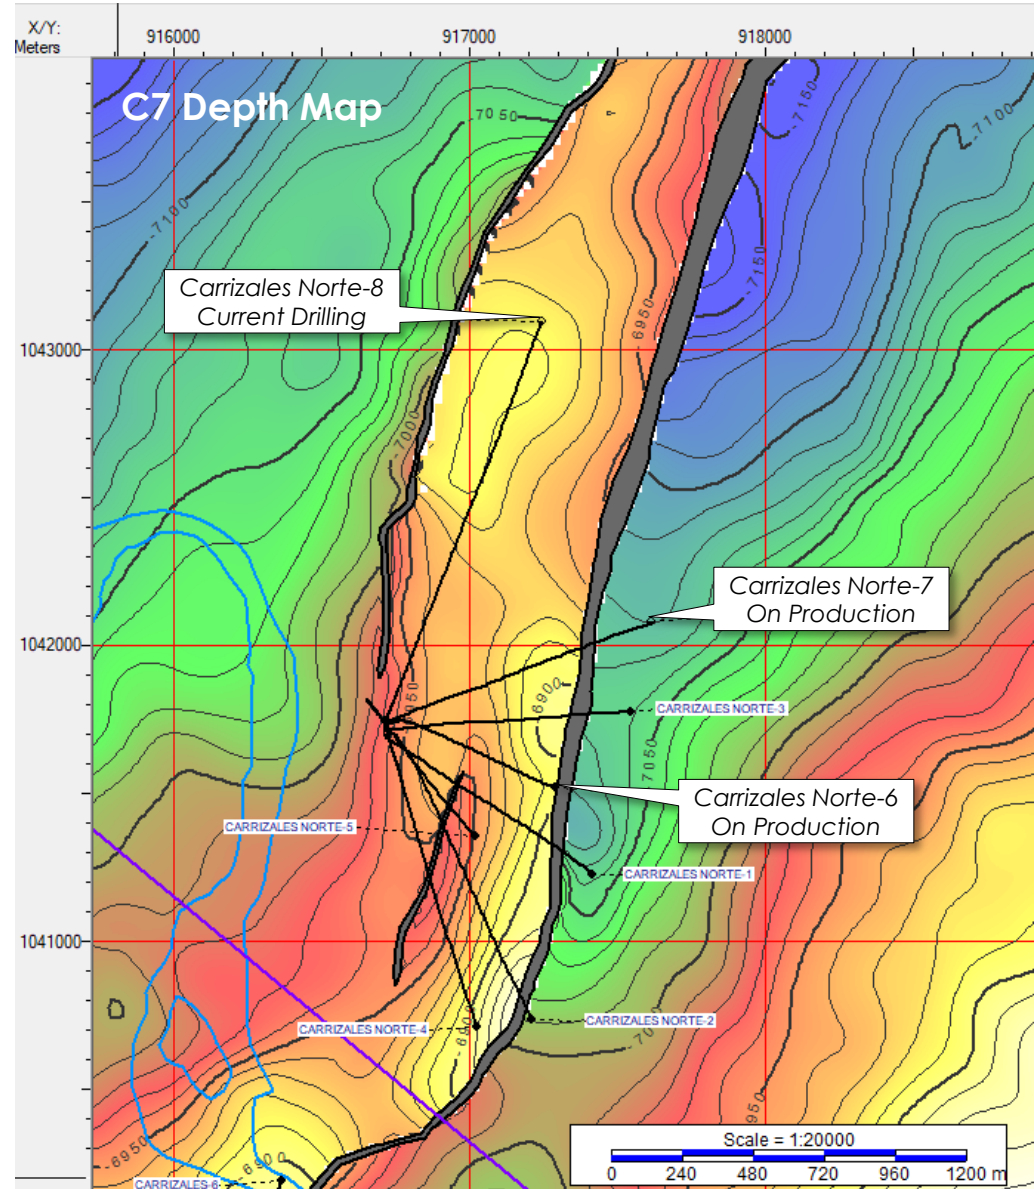 X/Y:
Meters
916000
917000
918000
C7 Depth Map
-7050
-7150
-7100
-7100
-7150
Carrizales Norte-8
Current Drilling
-6950
1043000
-7000
Carrizales Norte-7
On Production
1042000
-6900
CARRIZALES NORTE-3
7050
Carrizales Norte-6
On Production
CARRIZALES NORTE-5
CARRIZALES NORTE-1
1041000
CARRIZALES NORTE-4
CARRIZALES NORTE-2
-6950
-6900
CARRIZALES-6
Scale = 1:20000
0 240 480 720 960 1200 m